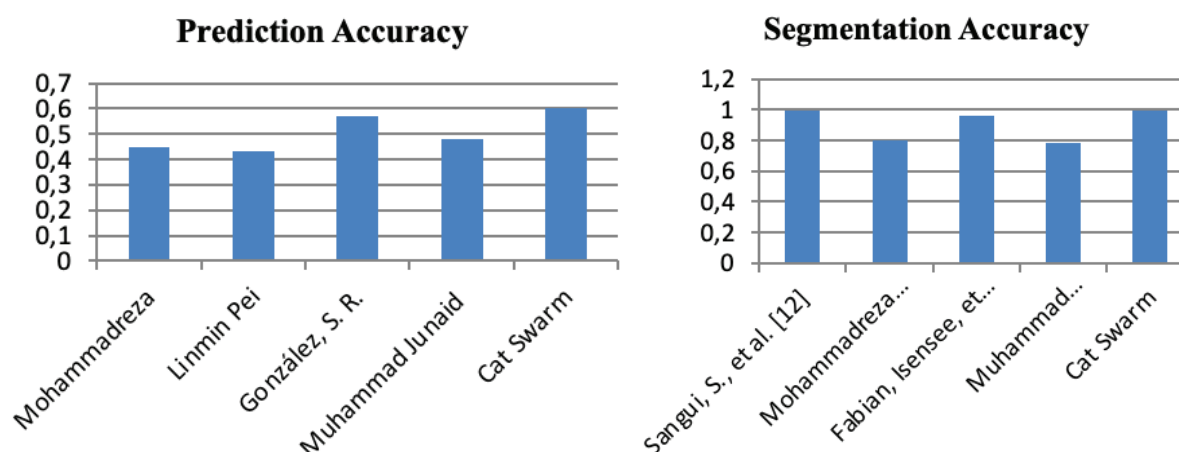 Prediction Accuracy
0,7
0,6
0,5
0,4
0,3
0,2
0,1
0
Mohammadreza
Linmin Pei
González, S. R.
Muhammad Junaid
Cat Swarm
Segmentation Accuracy
1,2
1
0,8
0,6
0,4
0,2
0
Sangui, S., et al. [12]
Mohammadreza...
Fabian, Isensee, et...
Muhammad...
Cat Swarm